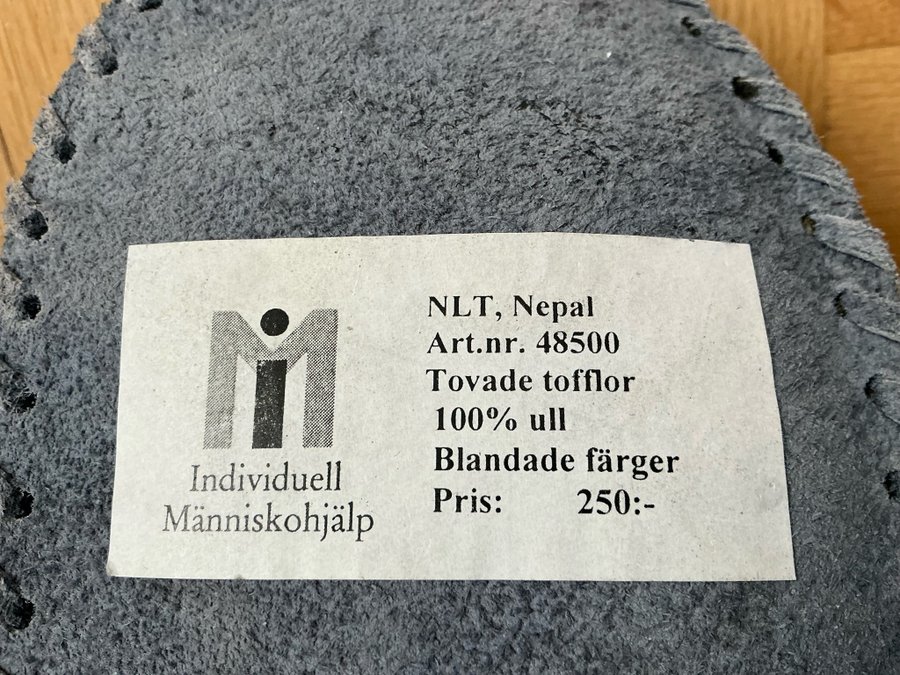 Individuell
Människohjälp
NLT, Nepal
Art.nr. 48500
Tovade tofflor
100% ull
Blandade färger
Pris: 250:-